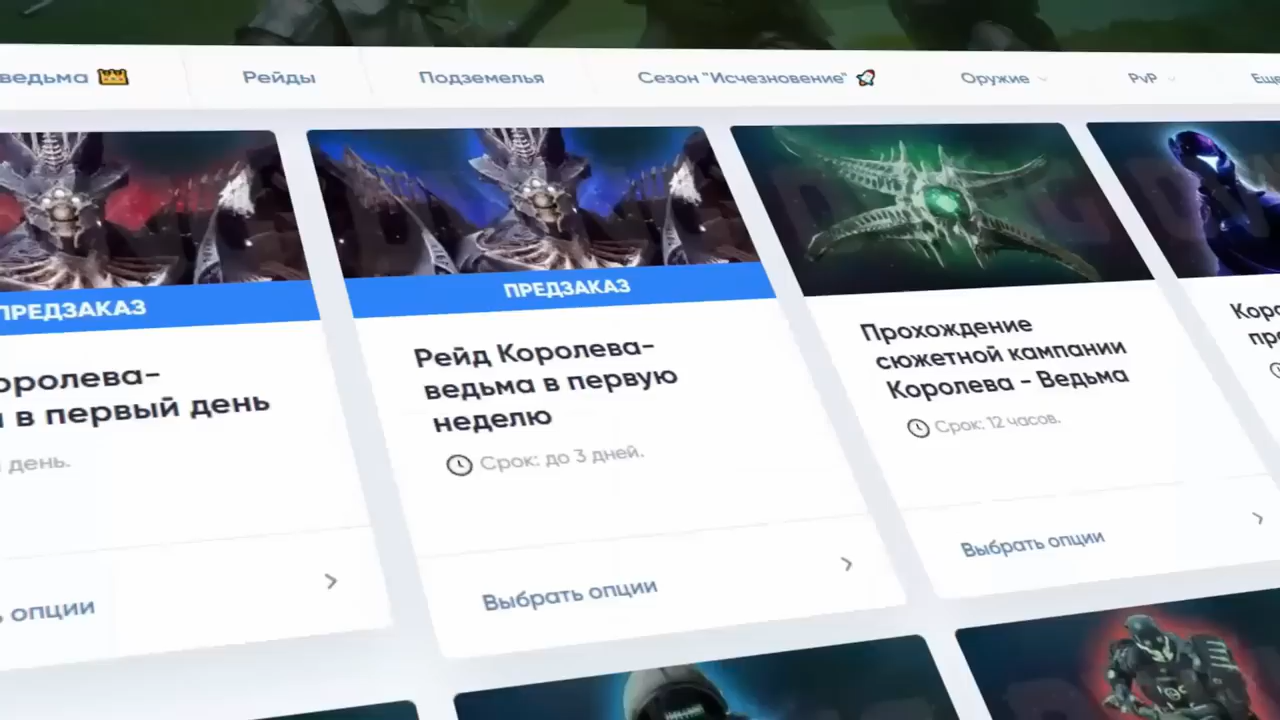 ведьма
Рейды
Подземелья
Сезон "Исчезновение"
Оружие
PvP
ПРЕДЗАКАЗ
в первый день
день.
опции
ПРЕДЗАКАЗ
Рейд Королева-
ведьма в первую
неделю
Срок: до 3 дней.
Выбрать опции
Прохождение
сюжетной кампании
Королева - Ведьма
Срок: 12 часов.
Выбрать опции